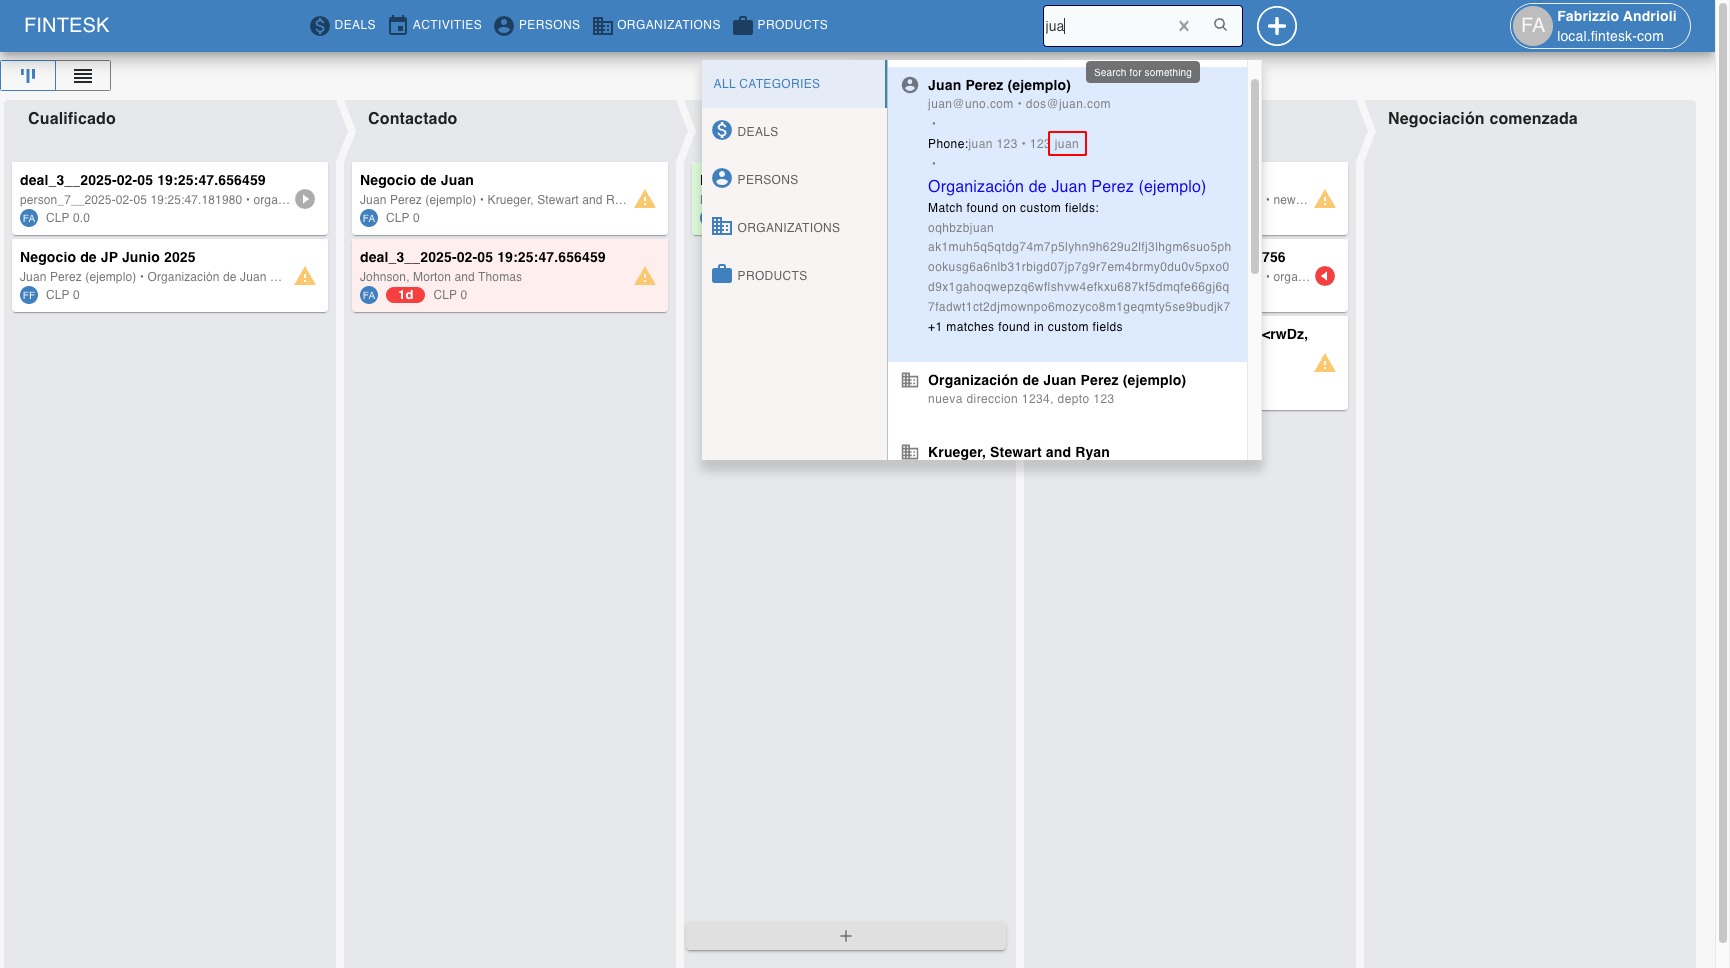 FINTESK
DEALS
ACTIVITIES
PERSONS
ORGANIZATIONS
PRODUCTS
jua
FA
Fabrizzio Andrioli
local.fintesk-com
Search for something
Cualificado
deal_3__2025-02-05 19:25:47.656459
person_7__2025-02-05 19:25:47.181980 • orga…
FA CLP 0.0
Negocio de JP Junio 2025
Juan Perez (ejemplo) • Organización de Juan …
FF CLP 0
Contactado
Negocio de Juan
Juan Perez (ejemplo) • Krueger, Stewart and R…
FA CLP 0
deal_3__2025-02-05 19:25:47.656459
Johnson, Morton and Thomas
FA 1d CLP 0
ALL CATEGORIES
DEALS
PERSONS
ORGANIZATIONS
PRODUCTS
Juan Perez (ejemplo)
juan@uno.com • dos@juan.com
•
Phone:juan 123 • 123 juan
•
Organización de Juan Perez (ejemplo)
Match found on custom fields:
oqhbzbjuan
ak1muh5q5qtdg74m7p5lyhn9h629u2lfj3lhgm6suo5ph
ookusg6a6nlb31rbigd07jp7g9r7em4brmy0du0v5pxo0
d9x1gahoqwepzq6wflshvw4efkxu687kf5dmqfe66gj6q
7fadwt1ct2djmownpo6mozyco8m1geqmty5se9budjk7
+1 matches found in custom fields
Organización de Juan Perez (ejemplo)
nueva direccion 1234, depto 123
Krueger, Stewart and Ryan
• new…
756
• orga…
<rwDz,
Negociación comenzada
+